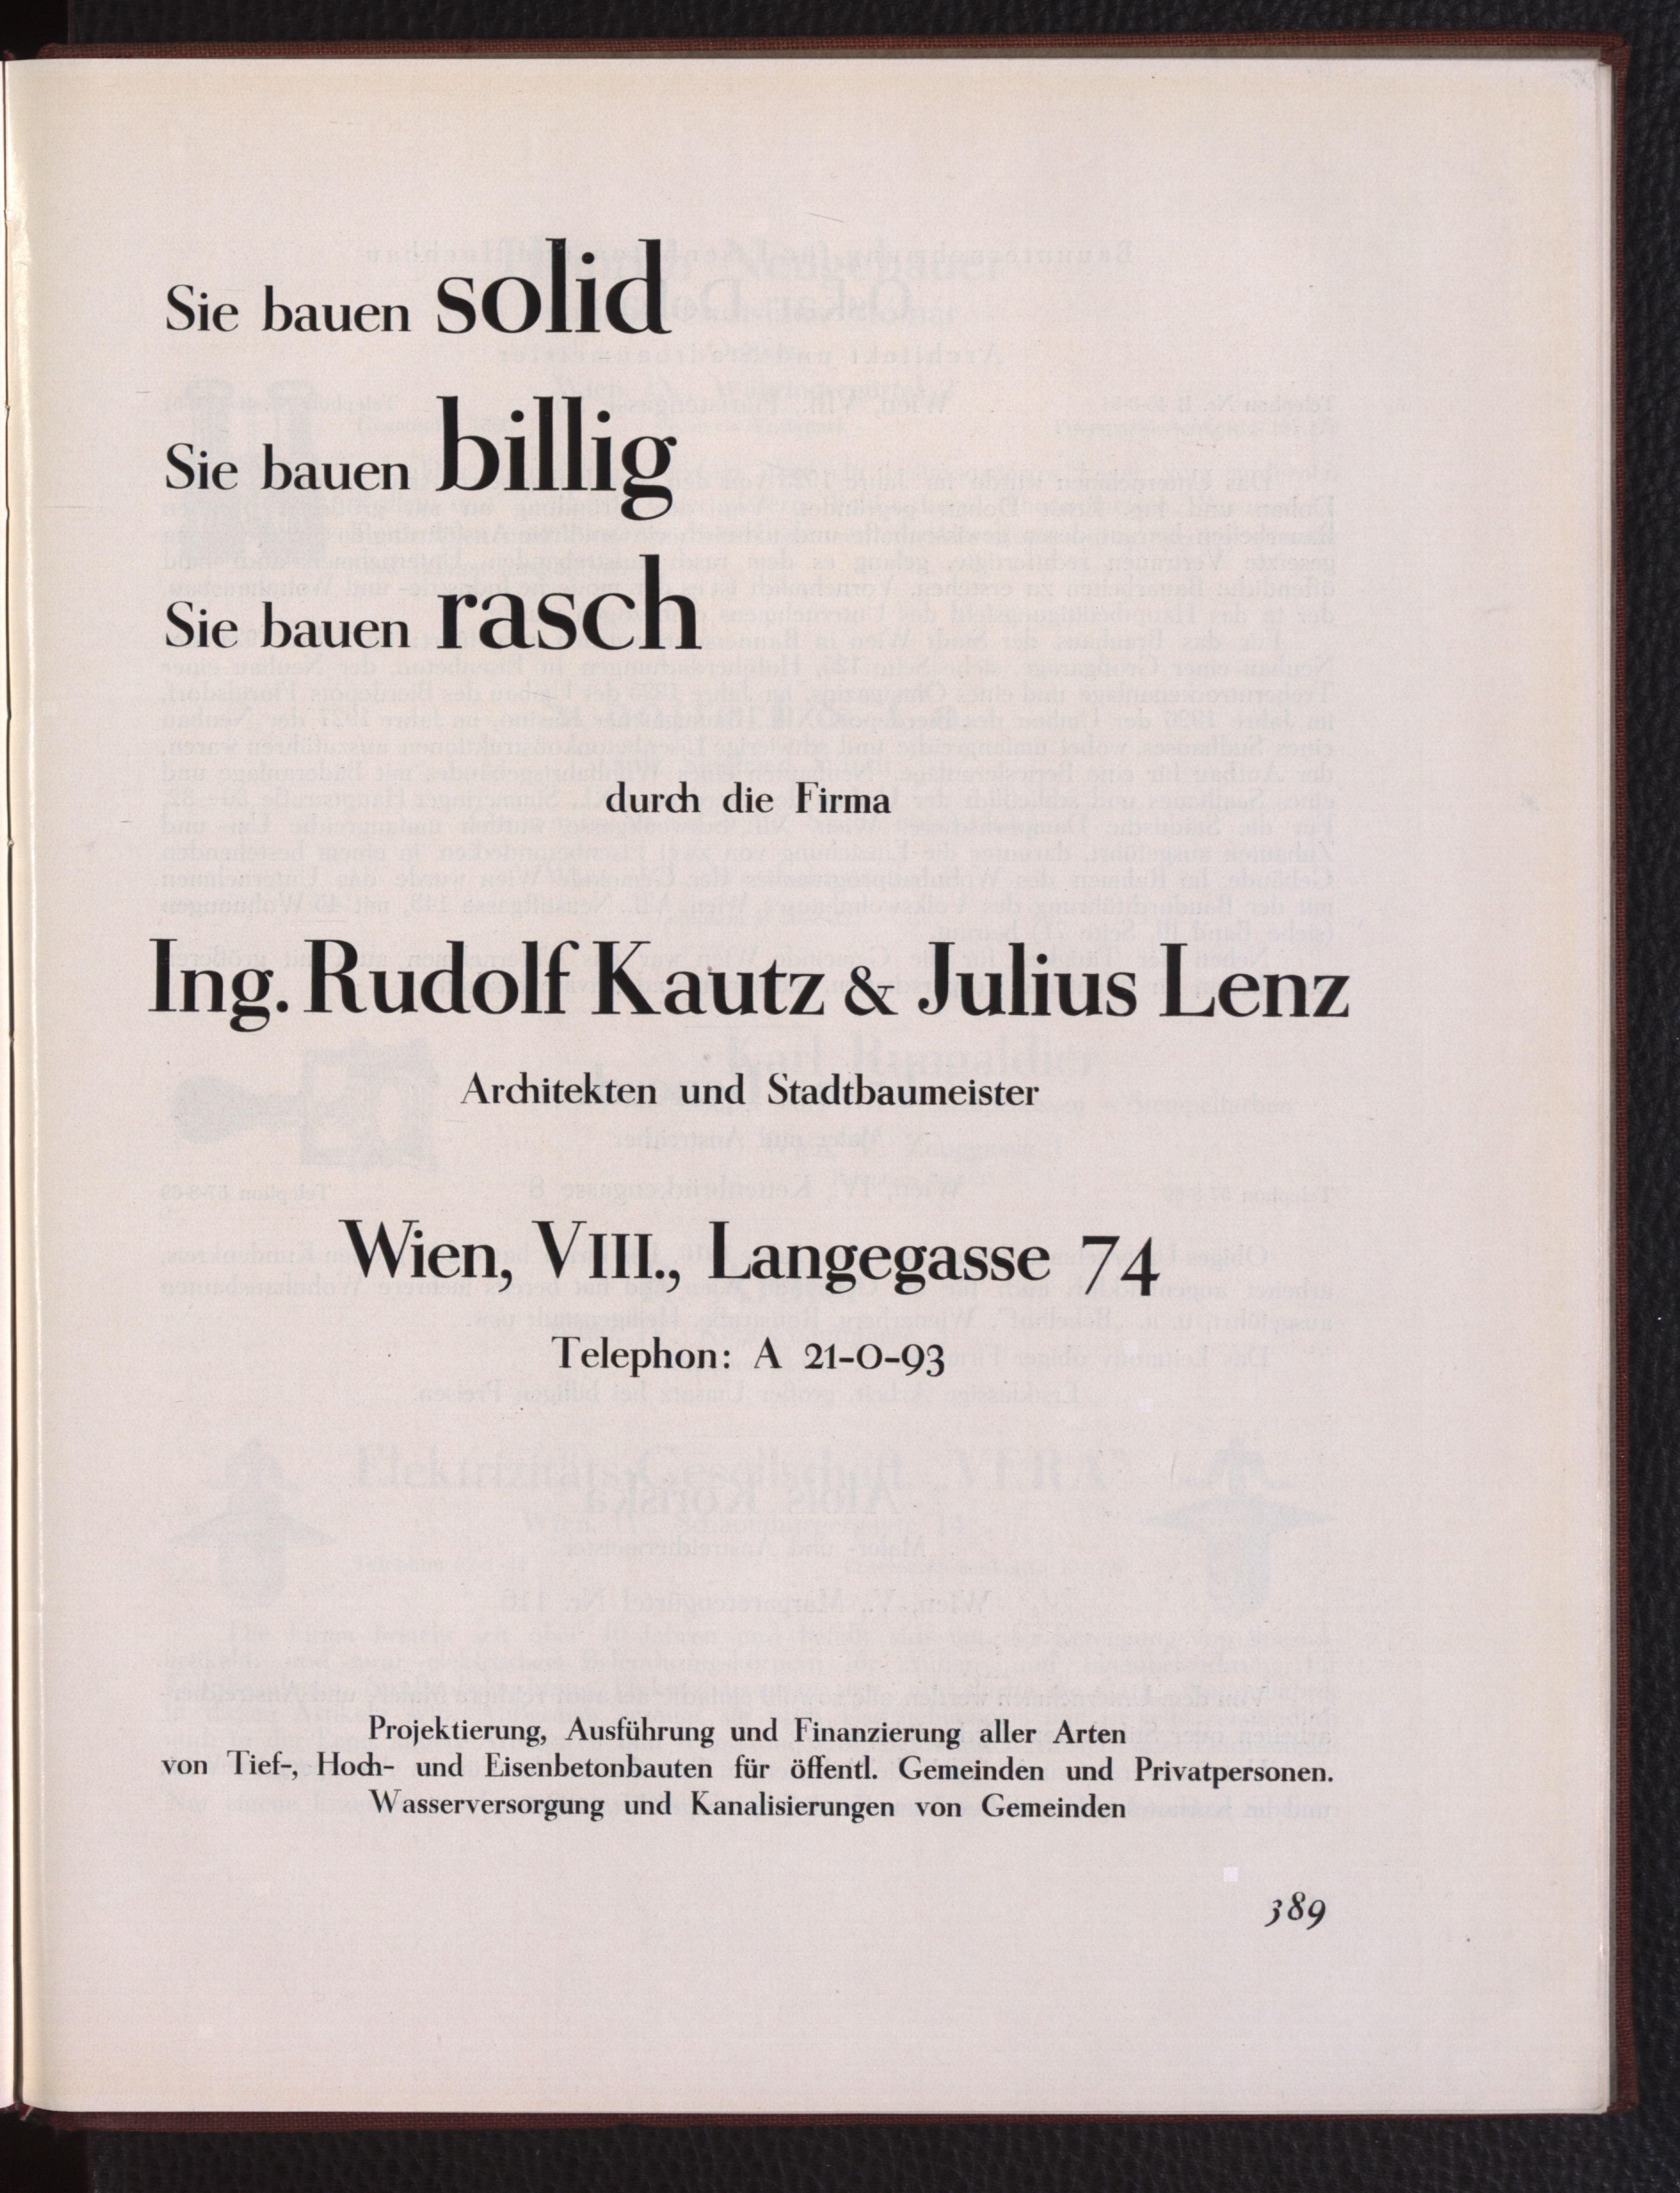 Sie bauen solid
Sie bauen billig
Sie bauen rasch
durch die Firma
Ing. Rudolf Kautz & Julius Lenz
Architekten und Stadtbaumeister
Wien, VIII., Langegasse 74
Telephon: A 21-0-93
Projektierung, Ausführung und Finanzierung aller Arten
von Tief-, Hoch- und Eisenbetonbauten für öffentl. Gemeinden und Privatpersonen.
Wasserversorgung und Kanalisierungen von Gemeinden
389